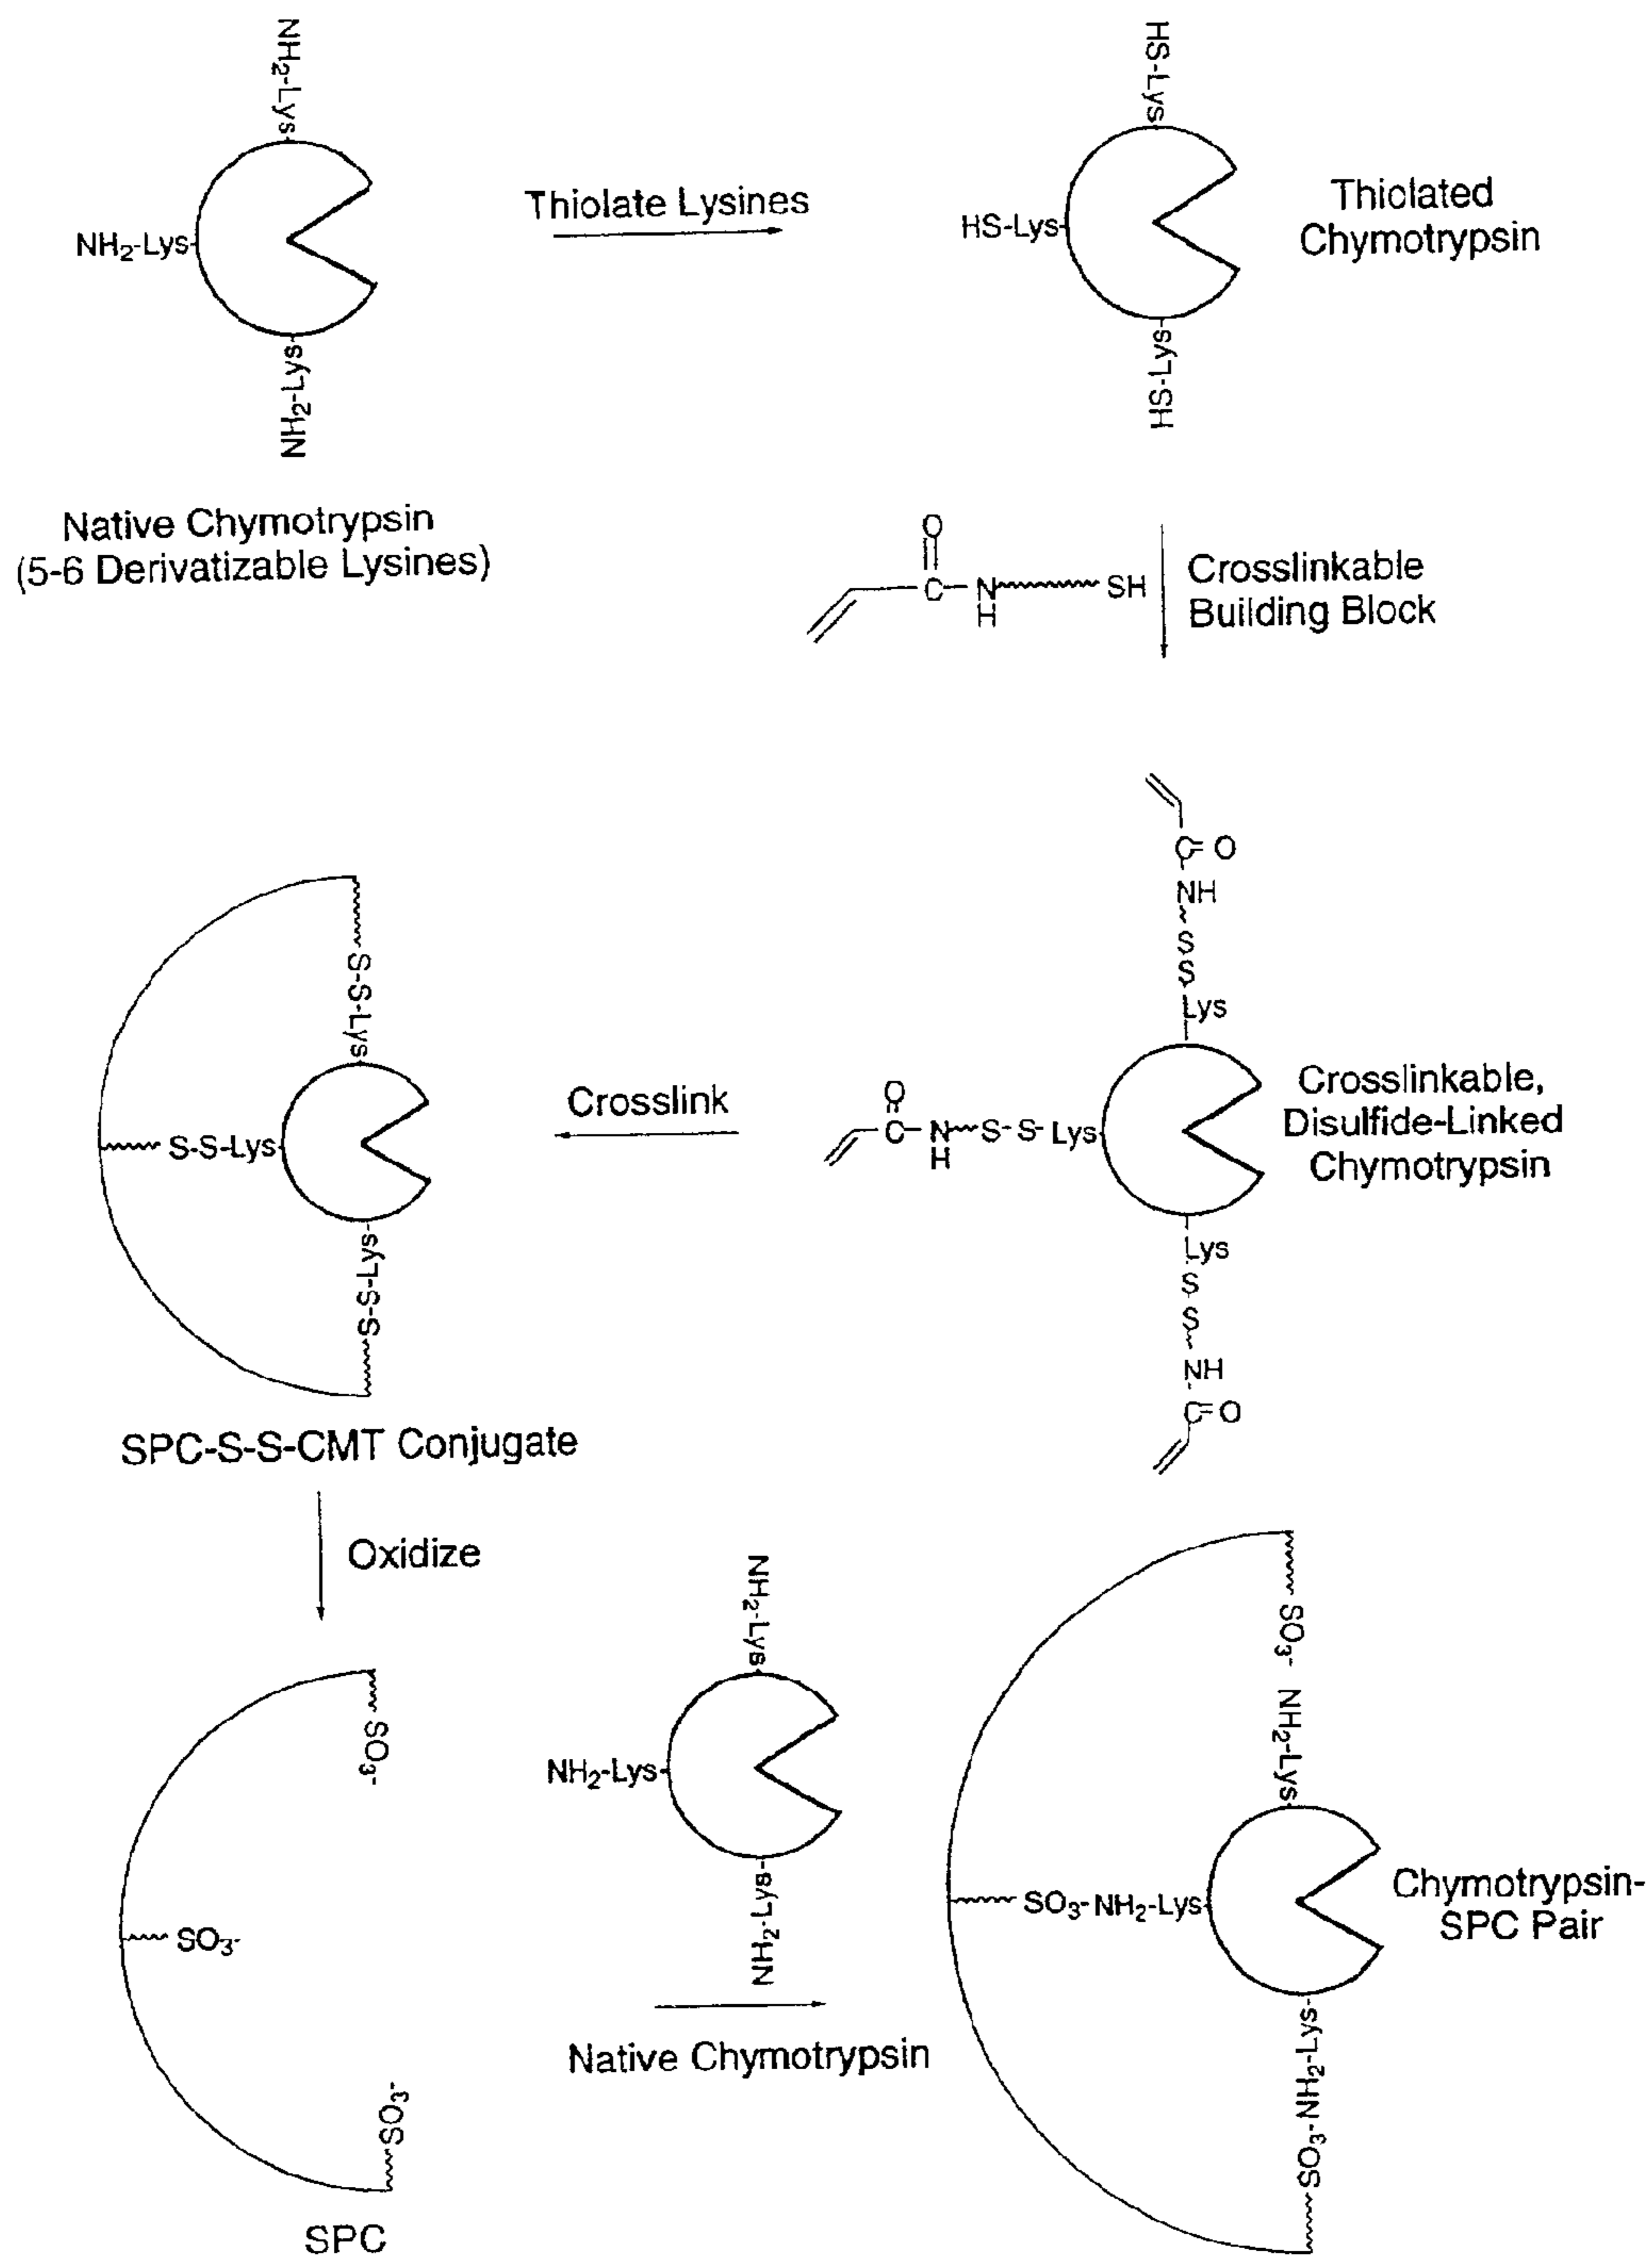 NH2-Lys
NH2-Lys
NH2-Lys
Native Chymotrypsin
(5-6 Derivatizable Lysines)
Thiolate Lysines
HS-Lys
HS-Lys
HS-Lys
Thiolated
Chymotrypsin
O
C
N
H
SH
Crosslinkable
Building Block
C=O
NH
S
S
Lys
O
C
N
H
S-S-Lys
Lys
S
S
NH
C=O
Crosslinkable,
Disulfide-Linked
Chymotrypsin
Crosslink
S-S-Lys
S-S-Lys
S-S-Lys
SPC-S-S-CMT Conjugate
Oxidize
SO3-
SO3-
SO3-
SPC
NH2-Lys
NH2-Lys
NH2-Lys
Native Chymotrypsin
SO3- NH2-Lys
SO3-NH2-Lys
SO3-NH2-Lys
Chymotrypsin-
SPC Pair